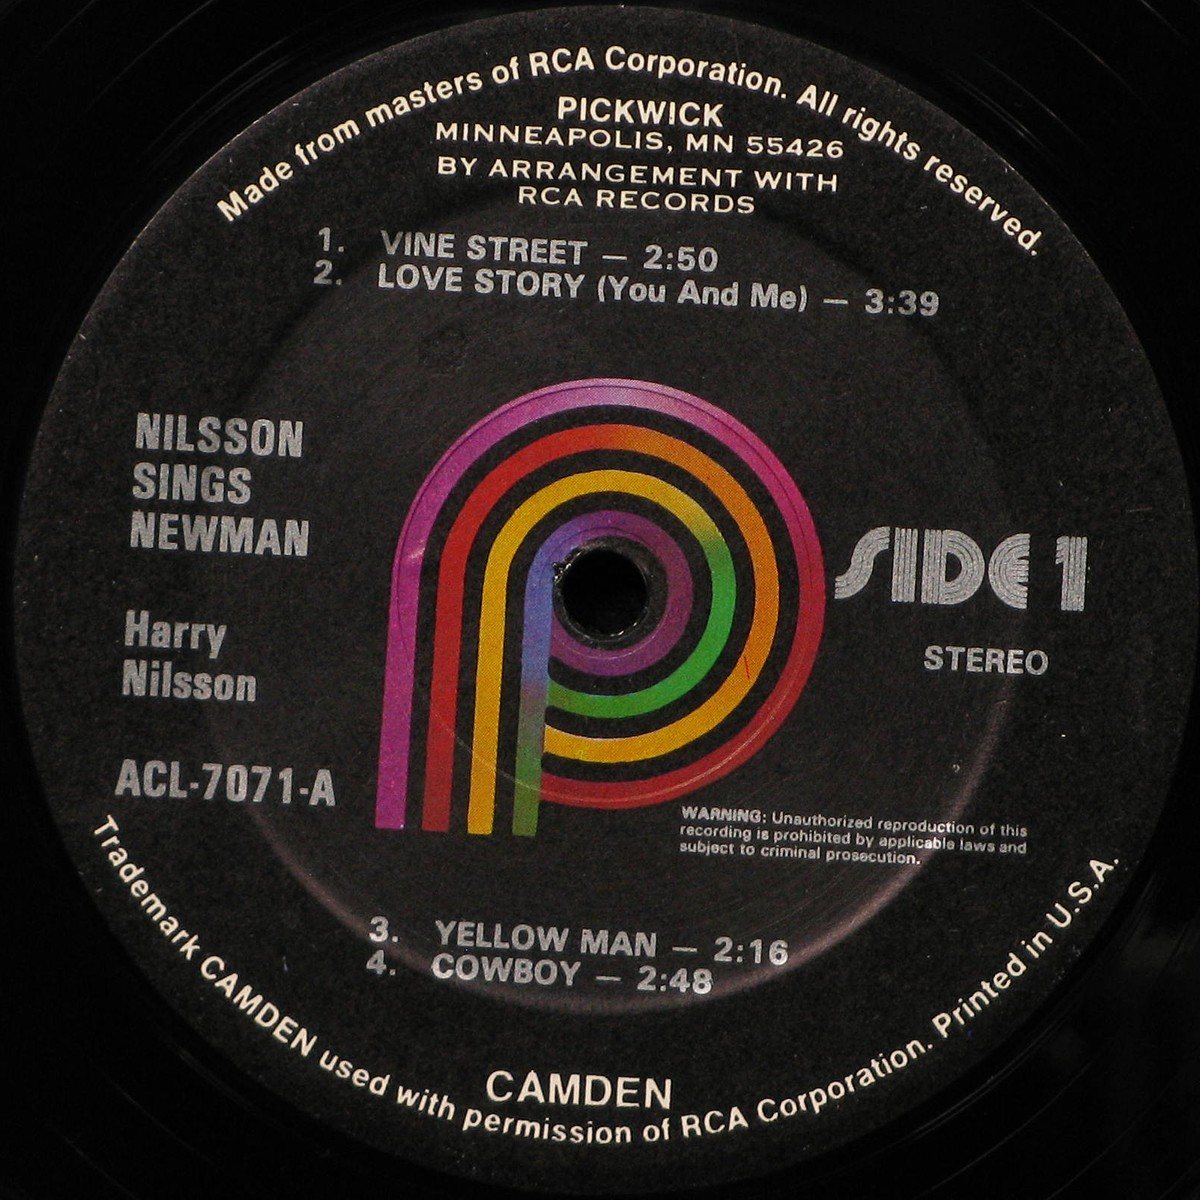 Made from masters of RCA Corporation. All rights reserved.
PICKWICK
MINNEAPOLIS, MN 55426
BY ARRANGEMENT WITH
RCA RECORDS
1. VINE STREET — 2:50
2. LOVE STORY (You And Me) — 3:39
NILSSON
SINGS
NEWMAN
Harry
Nilsson
ACL-7071-A
SIDE 1
STEREO
WARNING: Unauthorized reproduction of this
recording is prohibited by applicable laws and
subject to criminal prosecution.
3. YELLOW MAN — 2:16
4. COWBOY — 2:48
CAMDEN
Trademark CAMDEN used with permission of RCA Corporation. Printed in U.S.A.